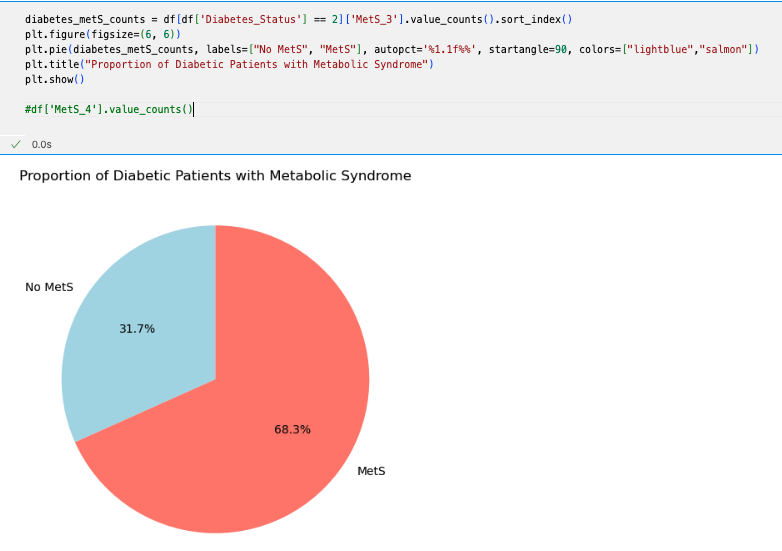 diabetes_metS_counts = df[df['Diabetes_Status'] == 2]['MetS_3'].value_counts().sort_index()
plt.figure(figsize=(6, 6))
plt.pie(diabetes_metS_counts, labels=["No MetS", "MetS"], autopct='%1.1f%%', startangle=90, colors=["lightblue","salmon"])
plt.title("Proportion of Diabetic Patients with Metabolic Syndrome")
plt.show()
#df['MetS_4'].value_counts()
0.0s
Proportion of Diabetic Patients with Metabolic Syndrome
No MetS
31.7%
68.3%
MetS